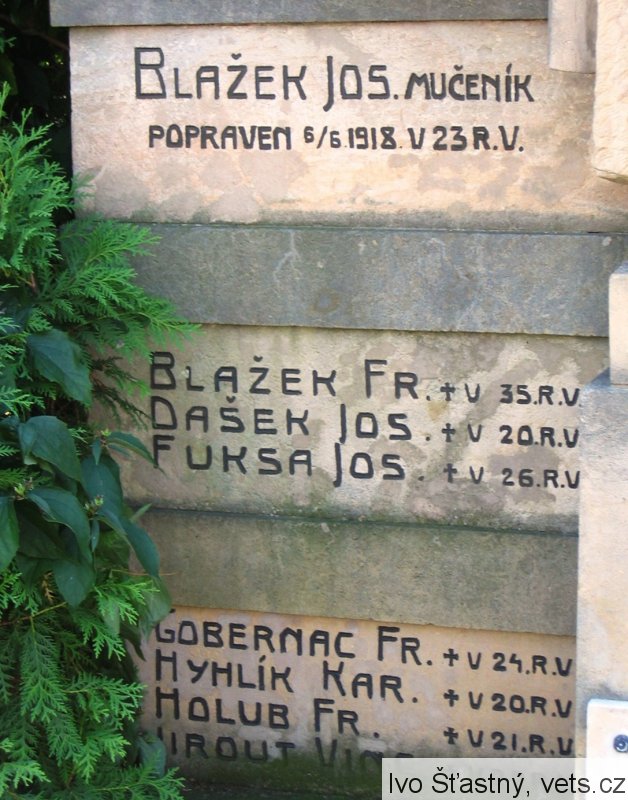 BLAŽEK JOS. MUČENÍK
POPRAVEN 6/6.1918. V 23 R.V.
BLAŽEK FR. + V 35.R.V
DAŠEK JOS. + V 20.R.V
FUKSA JOS. + V 26.R.V
GOBERNAC FR. + V 24.R.V
HYHLÍK KAR. + V 20.R.V
HOLUB FR. + V 21.R.V
JIROUT
Ivo Šťastný, vets.cz